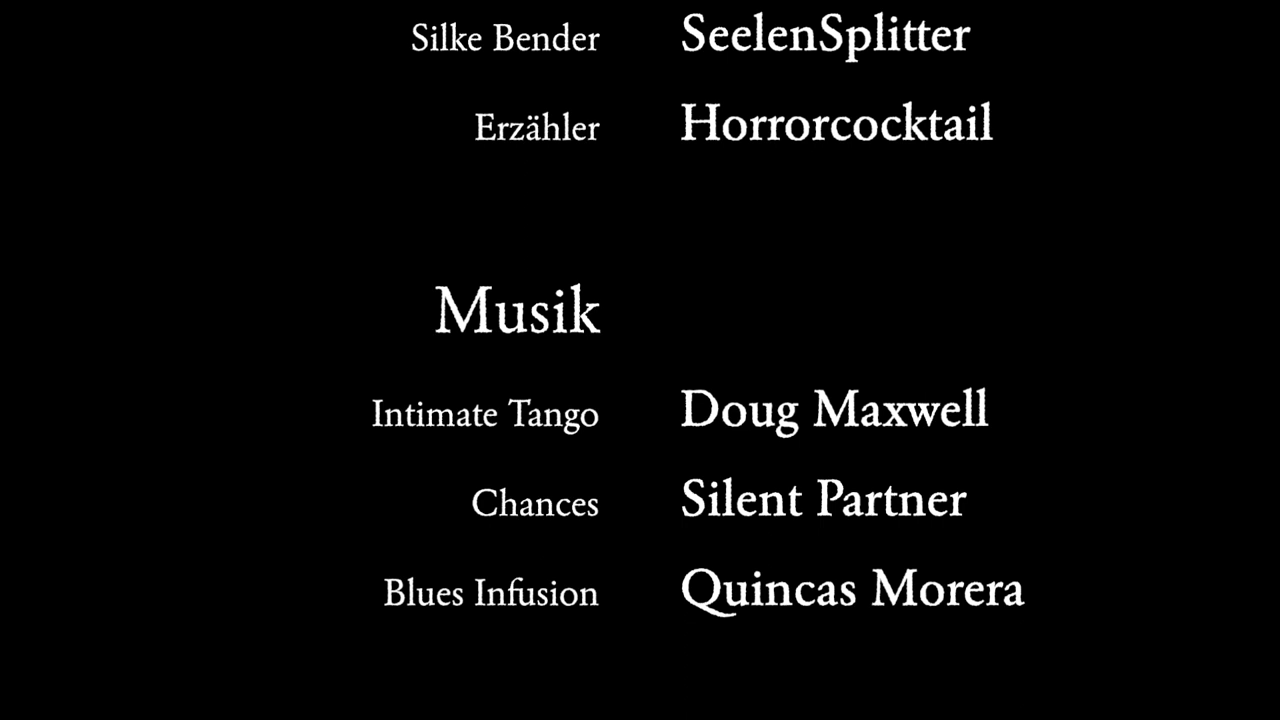 Silke Bender SeelenSplitter
Erzähler Horrorcocktail
Musik
Intimate Tango Doug Maxwell
Chances Silent Partner
Blues Infusion Quincas Morera